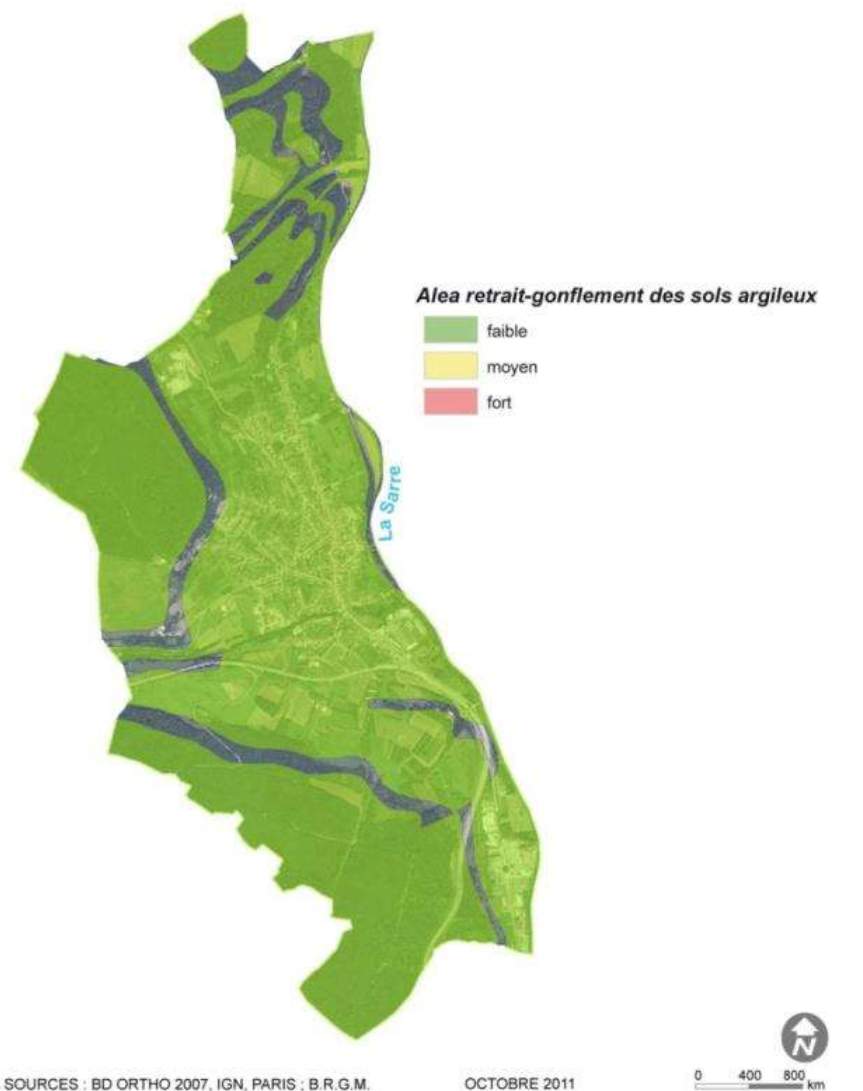 Alea retrait-gonflement des sols argileux
faible
moyen
fort
La Sarre
N
SOURCES : BD ORTHO 2007, IGN, PARIS ; B.R.G.M.
OCTOBRE 2011
0 400 800
km